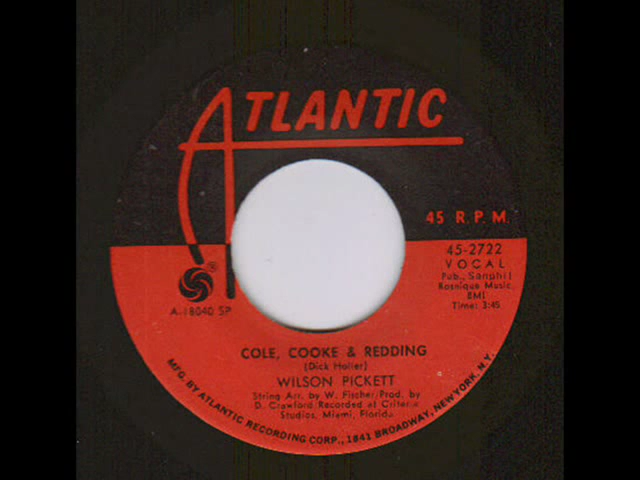 ATLANTIC
45 R.P.M.
45-2722
VOCAL
Pub., Sanphil
Rosnique Music,
BMI
Time: 3:45
A-18040 SP
COLE, COOKE & REDDING
(Dick Holler)
WILSON PICKETT
String Arr. by W. Fischer/Prod. by
D. Crawford/Recorded at Criteria
Studios, Miami, Florida
MFG. BY ATLANTIC RECORDING CORP., 1841 BROADWAY, NEW YORK, N.Y.